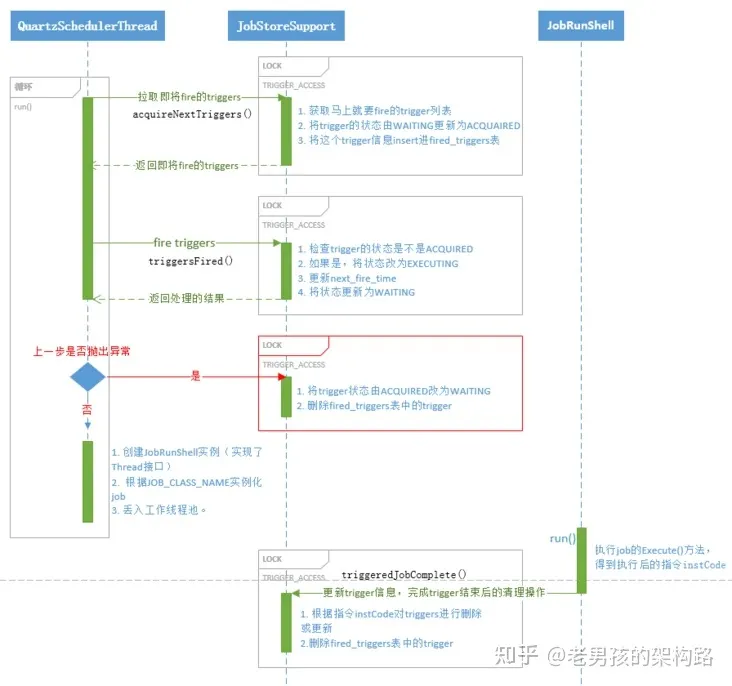 QuartzSchedulerThread
JobStoreSupport
JobRunShell
循环
run()
LOCK
TRIGGER_ACCESS
拉取即将fire的triggers
acquireNextTriggers()
1. 获取马上就要fire的trigger列表
2. 将trigger的状态由WAITING更新为ACQUAIRED
3. 将这个trigger信息insert进fired_triggers表
返回即将fire的triggers
LOCK
TRIGGER_ACCESS
fire triggers
triggersFired()
1. 检查trigger的状态是不是ACQUIRED
2. 如果是，将状态改为EXECUTING
3. 更新next_fire_time
4. 将状态更新为WAITING
返回处理的结果
上一步是否抛出异常
是
否
LOCK
TRIGGER_ACCESS
1. 将trigger状态由ACQUIRED改为WAITING
2. 删除fired_triggers表中的trigger
1. 创建JobRunShell实例（实现了
Thread接口）
2. 根据JOB_CLASS_NAME实例化
job
3. 丢入工作线程池。
run()
执行job的Execute()方法，
得到执行后的指令instCode
LOCK
TRIGGER_ACCESS
triggeredJobComplete()
更新trigger信息，完成trigger结束后的清理操作
1. 根据指令instCode对triggers进行删除
或更新
2.删除fired_triggers表中的trigger
知乎 @老男孩的架构路